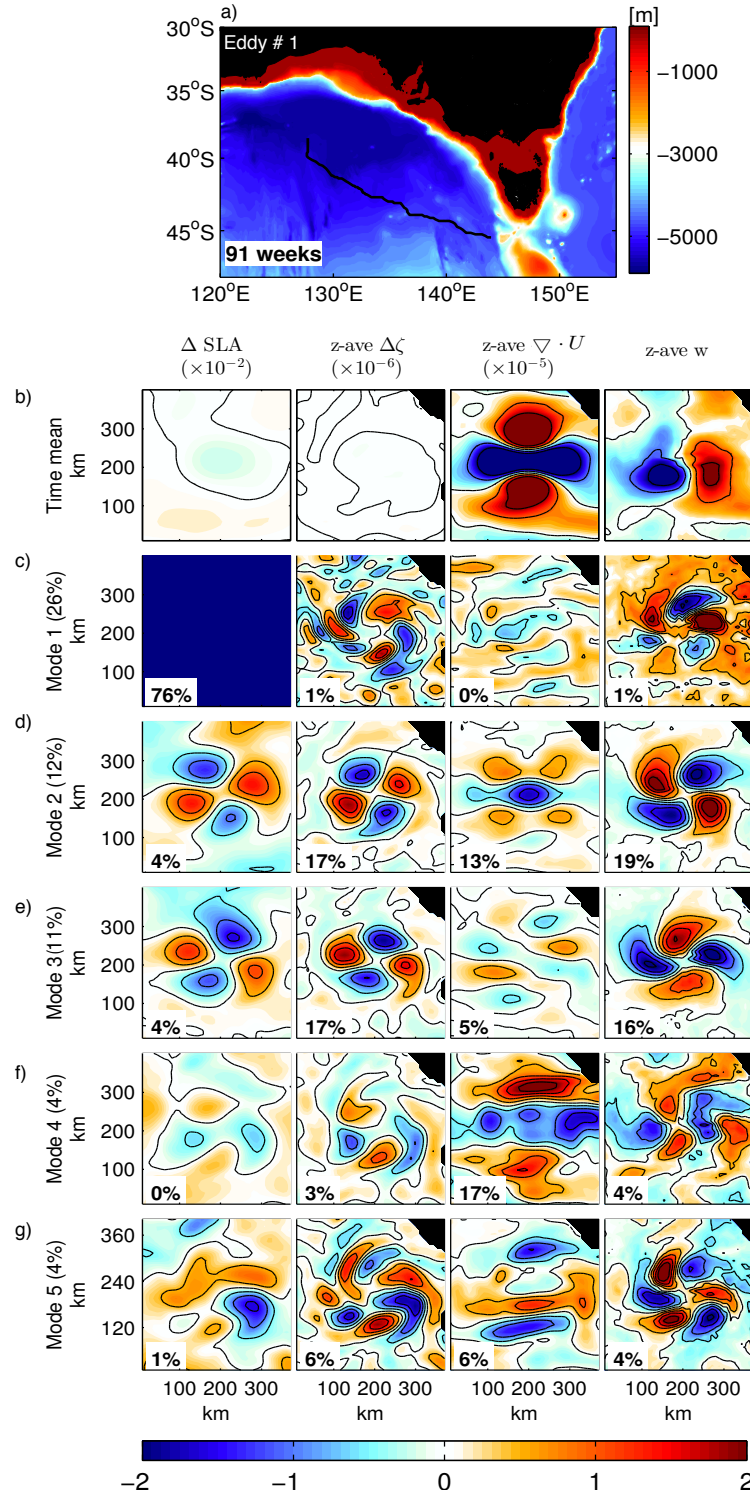 a)
[m]
Eddy # 1
30°S
35°S
40°S
45°S
91 weeks
120°E
130°E
140°E
150°E
−1000
−3000
−5000
Δ SLA
(×10⁻²)
z-ave Δζ
(×10⁻⁶)
z-ave ▽ · U
(×10⁻⁵)
z-ave w
b)
Time mean
km
300
200
100
c)
Mode 1 (26%)
km
300
200
100
76%
1%
0%
1%
d)
Mode 2 (12%)
km
300
200
100
4%
17%
13%
19%
e)
Mode 3(11%)
km
300
200
100
4%
17%
5%
16%
f)
Mode 4 (4%)
km
300
200
100
0%
3%
17%
4%
g)
Mode 5 (4%)
km
360
240
120
1%
6%
6%
4%
100 200 300
100 200 300
100 200 300
100 200 300
km
km
km
km
−2
−1
0
1
2